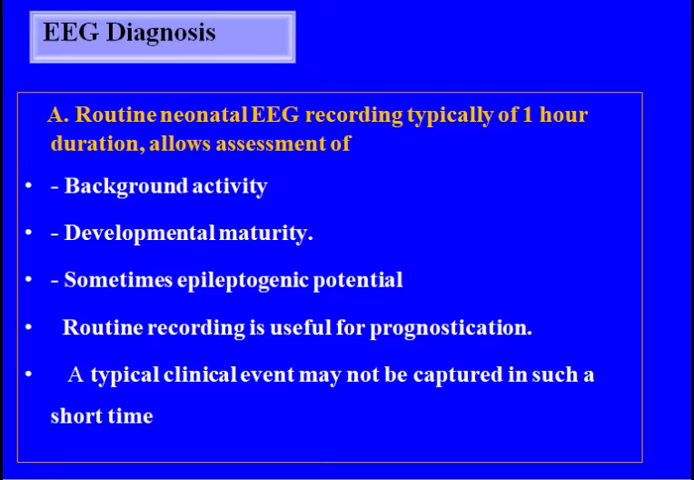 EEG Diagnosis
A. Routine neonatal EEG recording typically of 1 hour
duration, allows assessment of
• - Background activity
• - Developmental maturity.
• - Sometimes epileptogenic potential
• Routine recording is useful for prognostication.
• A typical clinical event may not be captured in such a
short time